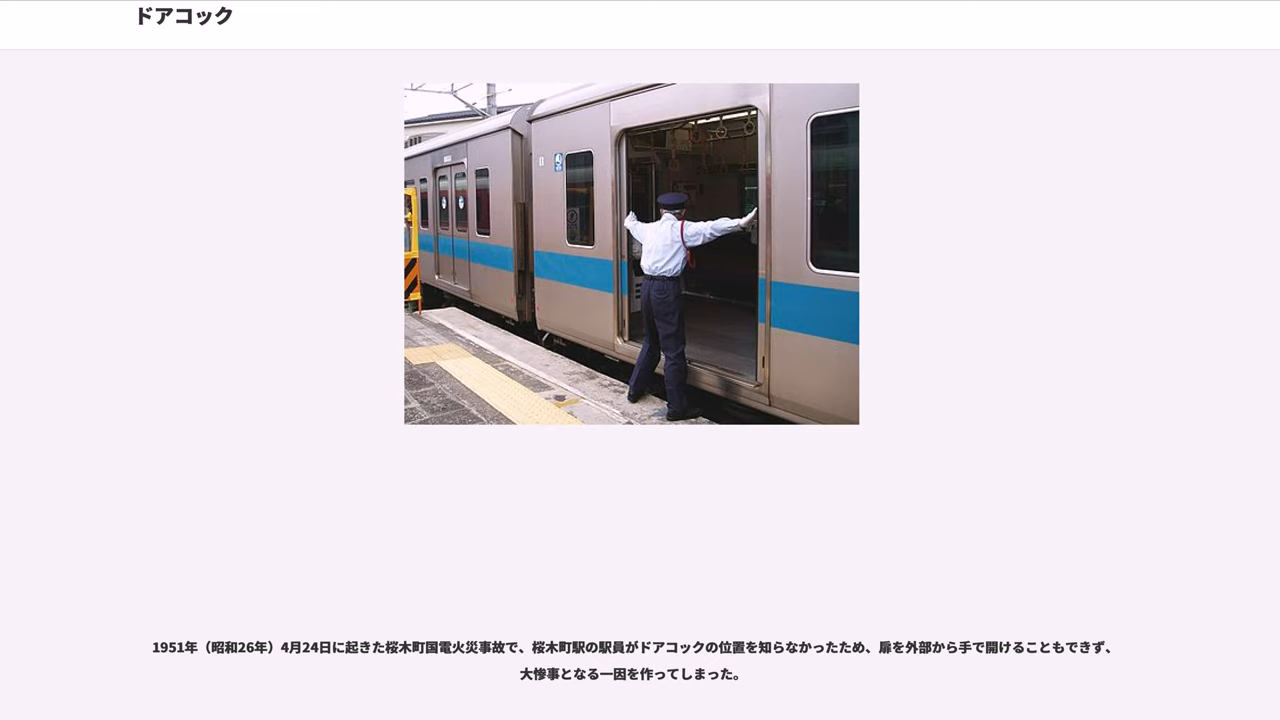 ドアコック
1951年（昭和26年）4月24日に起きた桜木町国電火災事故で、桜木町駅の駅員がドアコックの位置を知らなかったため、扉を外部から手で開けることもできず、
大惨事となる一因を作ってしまった。